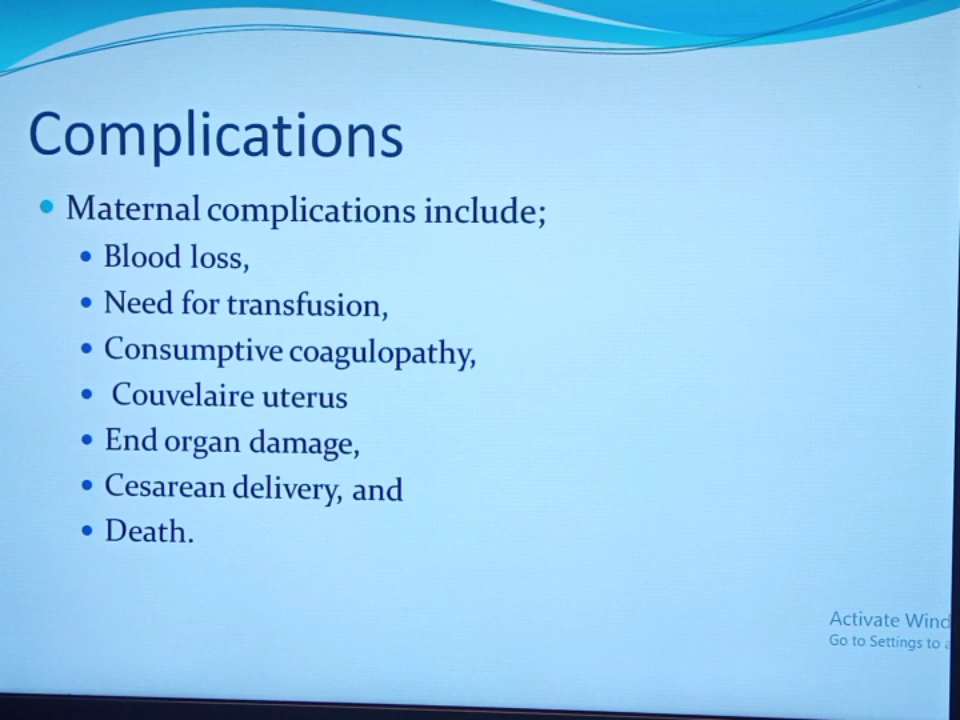 Complications
Maternal complications include;
Blood loss,
Need for transfusion,
Consumptive coagulopathy,
Couvelaire uterus
End organ damage,
Cesarean delivery, and
Death.
Activate Wind
Go to Settings to a